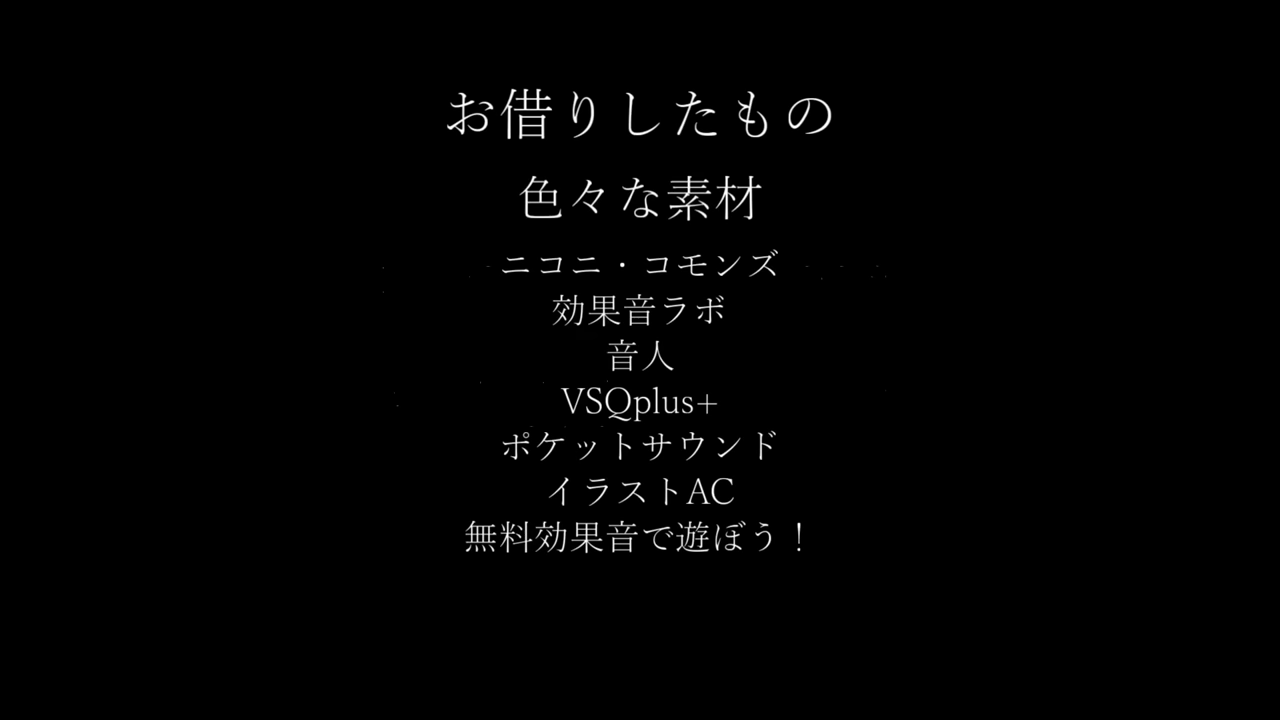 お借りしたもの
色々な素材
ニコニ・コモンズ
効果音ラボ
音人
VSQplus+
ポケットサウンド
イラストAC
無料効果音で遊ぼう！